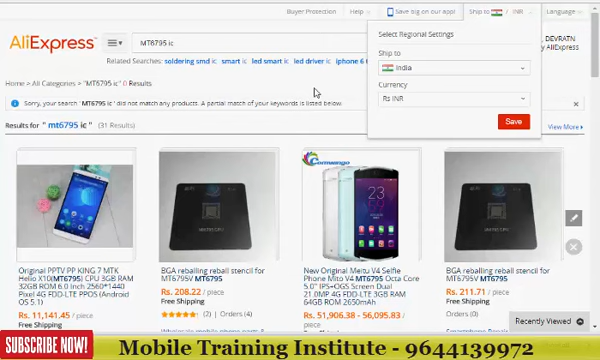 Buyer Protection
Help
Save big on our app!
Ship to / INR
Language
AliExpress
MT6795 ic
DEVRATN
by AliExpress
Related Searches: soldering smd ic smart ic led smart ic led driver ic iphone 6
Select Regional Settings
Ship to
India
Currency
Rs INR
Save
Home > All Categories > "MT6795 ic" 0 Results
Sorry, your search "MT6795 ic" did not match any products. A partial match of your keywords is listed below.
Results for " mt6795 ic" (31 Results)
View More >
Original PPTV PP KING 7 MTK
Helio X10(MT6795) CPU 3GB RAM
32GB ROM 6.0 Inch 2560*1440
Pixel 4G FDD-LTE PPOS (Android
OS 5.1)
Rs. 11,141.45 / piece
Free Shipping
BGA reballing reball stencil for
MT6795V MT6795
Rs. 208.22 / piece
Free Shipping
(2) | Orders (4)
Comwongo
New Original Meitu V4 Selfie
Phone Mito V4 MT6795 Octa Core
5.0" IPS+OGS Screen Dual
21.0MP 4G FDD-LTE 3GB RAM
64GB ROM 2650mAh
Rs. 51,906.38 - 56,095.83 /
Free Shipping
BGA reballing reball stencil for
MT6795V MT6795
Rs. 211.71 / piece
Free Shipping
Orders (0)
Recently Viewed
SUBSCRIBE NOW!
Mobile Training Institute - 9644139972